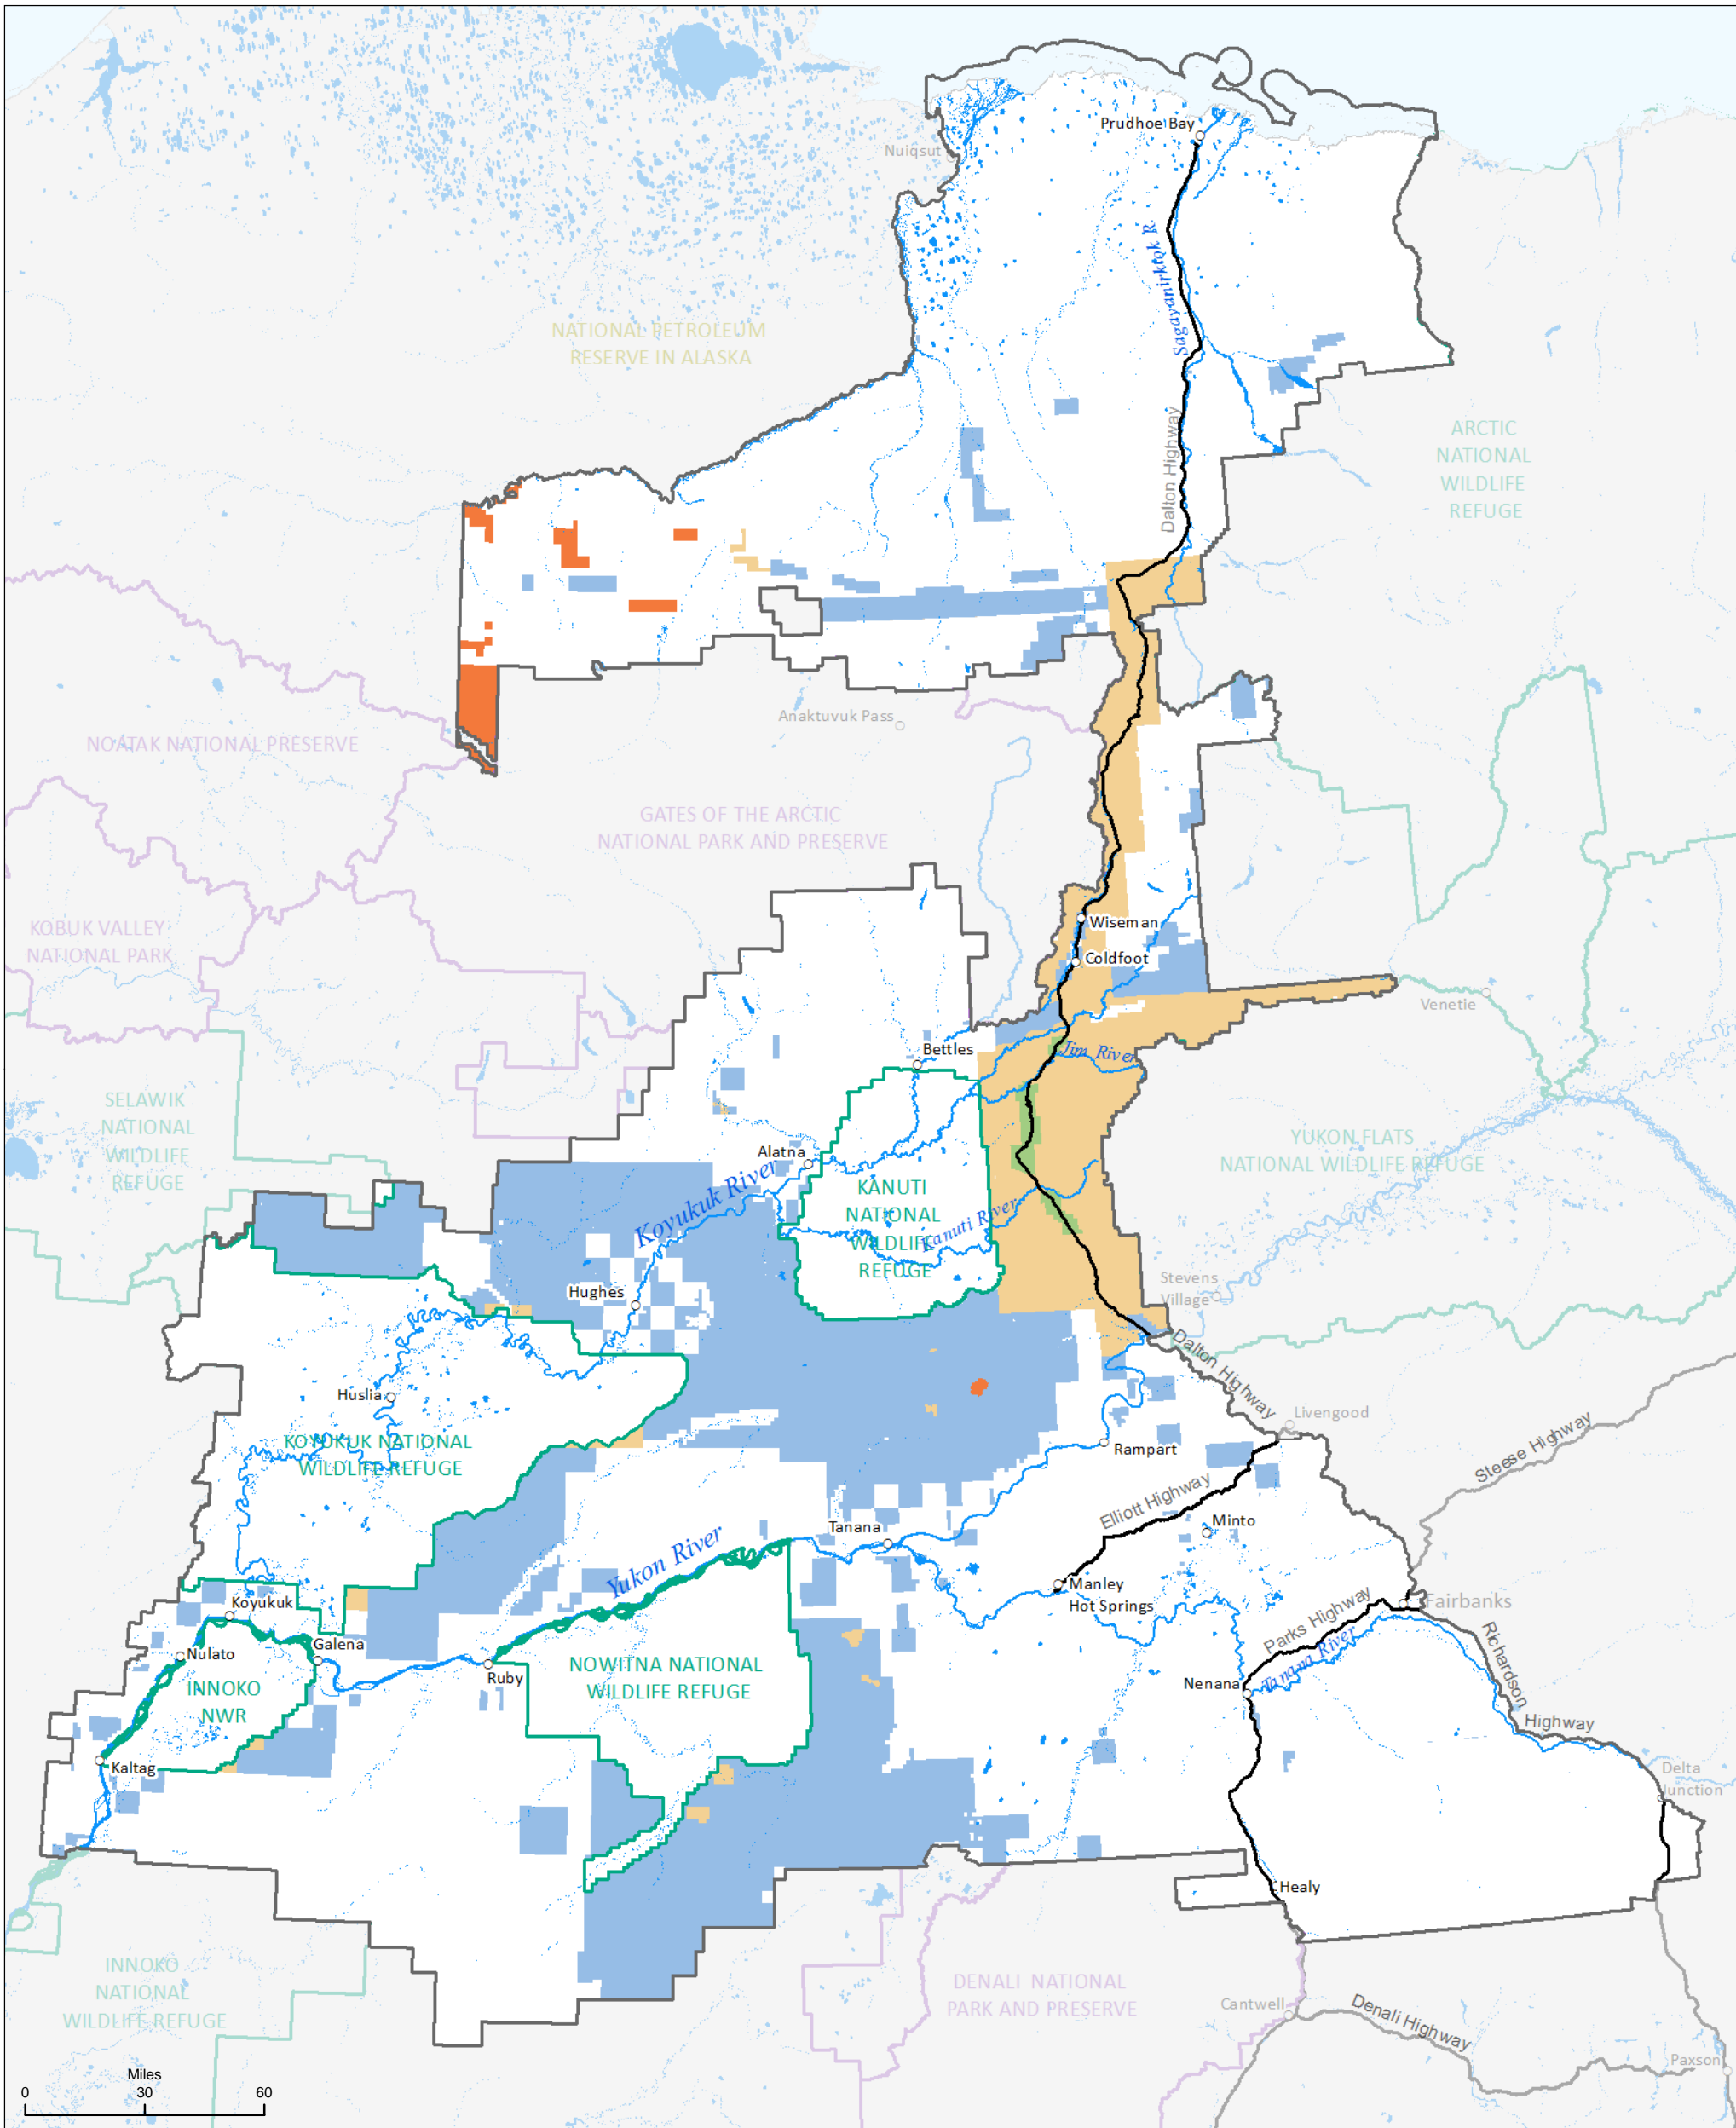 Prudhoe Bay
Nuiqsut
Sagavanirktok R.
NATIONAL PETROLEUM
RESERVE IN ALASKA
Dalton Highway
ARCTIC
NATIONAL
WILDLIFE
REFUGE
Anaktuvuk Pass
NOATAK NATIONAL PRESERVE
GATES OF THE ARCTIC
NATIONAL PARK AND PRESERVE
KOBUK VALLEY
NATIONAL PARK
Wiseman
Coldfoot
Venetie
Bettles
Jim River
SELAWIK
NATIONAL
WILDLIFE
REFUGE
YUKON FLATS
NATIONAL WILDLIFE REFUGE
Alatna
Koyukuk River
KANUTI
NATIONAL
WILDLIFE
REFUGE
Kanuti River
Stevens
Village
Hughes
Dalton Highway
Huslia
Livengood
KOYUKUK NATIONAL
WILDLIFE REFUGE
Rampart
Steese Highway
Elliott Highway
Minto
Tanana
Yukon River
Manley
Hot Springs
Koyukuk
Parks Highway
Fairbanks
Nulato
Galena
Ruby
NOWITNA NATIONAL
WILDLIFE REFUGE
INNOKO
NWR
Nenana
Tanana River
Richardson
Highway
Kaltag
Delta
Junction
Healy
INNOKO
NATIONAL
WILDLIFE REFUGE
DENALI NATIONAL
PARK AND PRESERVE
Cantwell
Denali Highway
Paxson
Miles
0 30 60